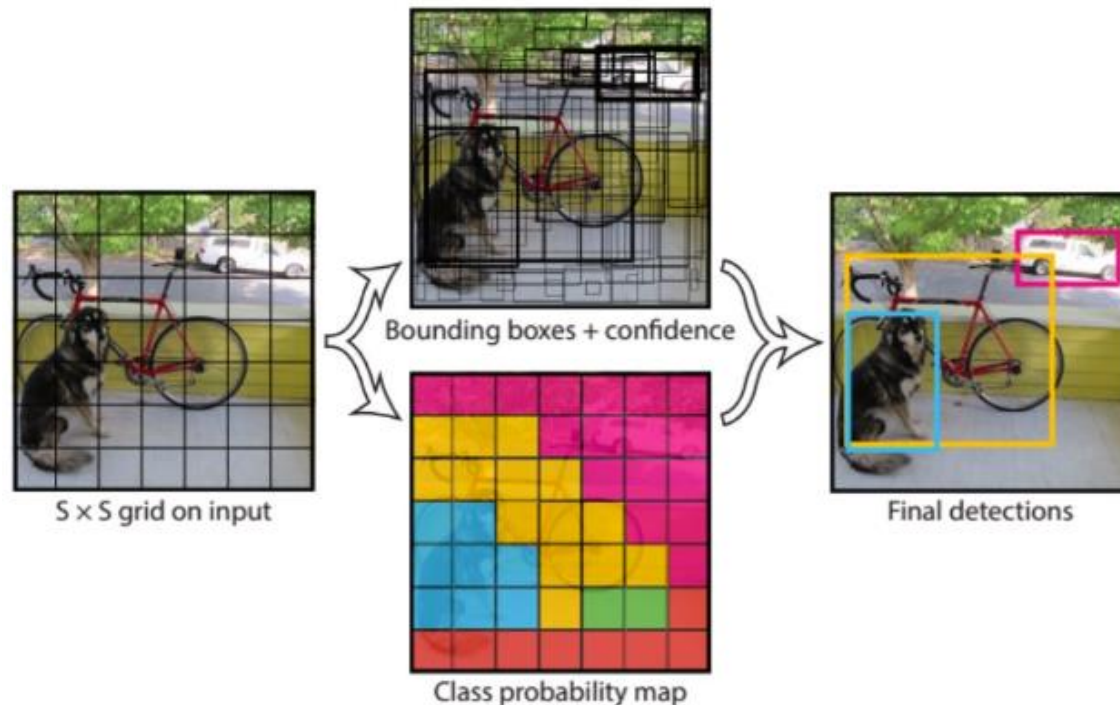 Bounding boxes + confidence
S × S grid on input
Final detections
Class probability map